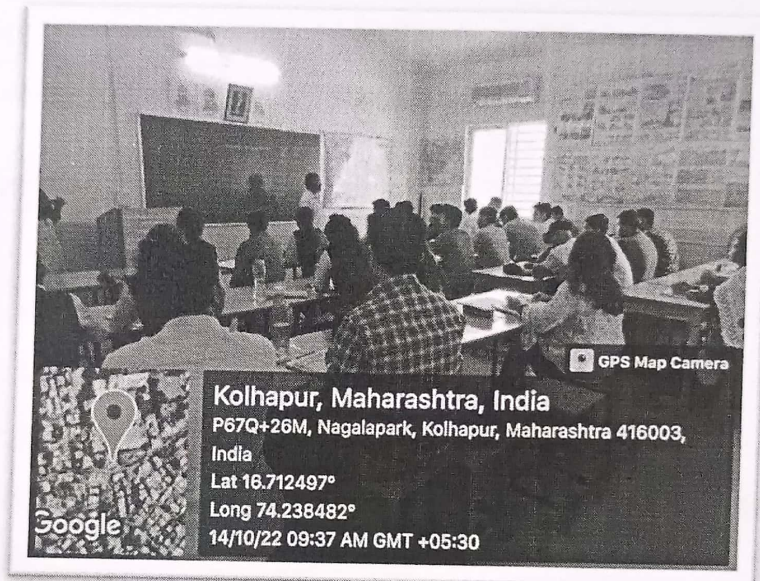 GPS Map Camera
Kolhapur, Maharashtra, India
P67Q+26M, Nagalapark, Kolhapur, Maharashtra 416003,
India
Lat 16.712497°
Long 74.238482°
14/10/22 09:37 AM GMT +05:30
Google